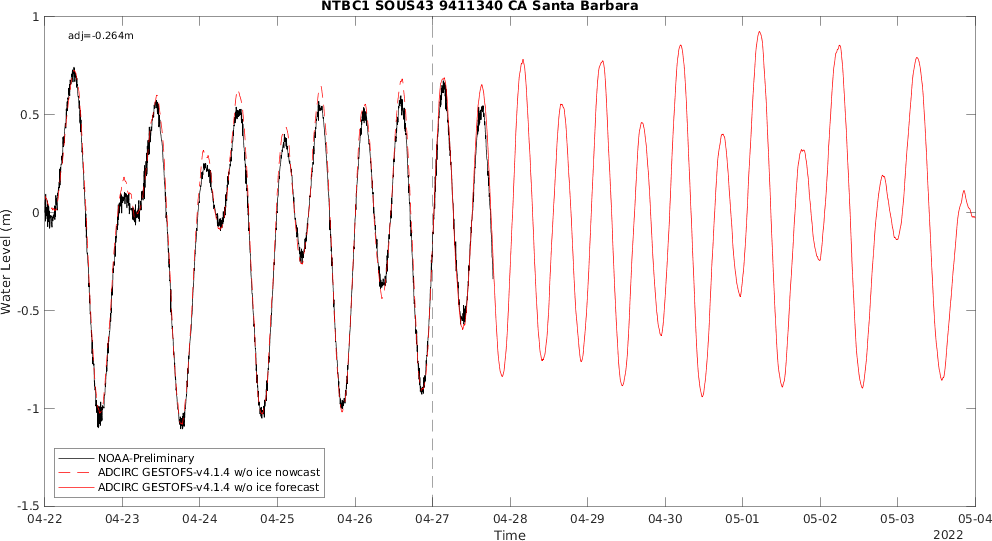 NTBC1 SOUS43 9411340 CA Santa Barbara
adj=-0.264m
1
0.5
0
-0.5
-1
-1.5
Water Level (m)
NOAA-Preliminary
ADCIRC GESTOFS-v4.1.4 w/o ice nowcast
ADCIRC GESTOFS-v4.1.4 w/o ice forecast
04-22 04-23 04-24 04-25 04-26 04-27 04-28 04-29 04-30 05-01 05-02 05-03 05-04
Time
2022